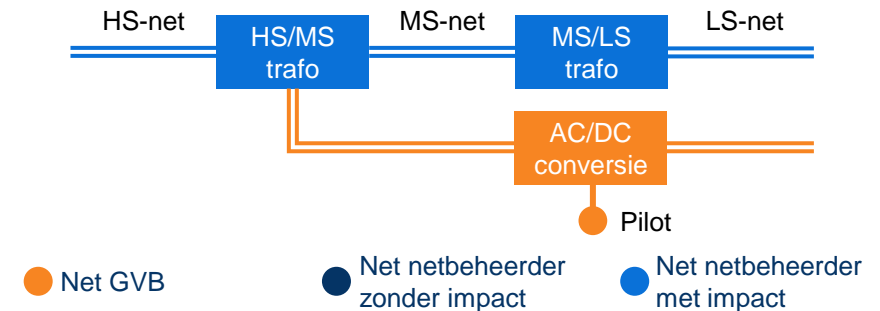 HS-net
MS-net
LS-net
HS/MS
trafo
MS/LS
trafo
AC/DC
conversie
Pilot
Net GVB
Net netbeheerder
zonder impact
Net netbeheerder
met impact